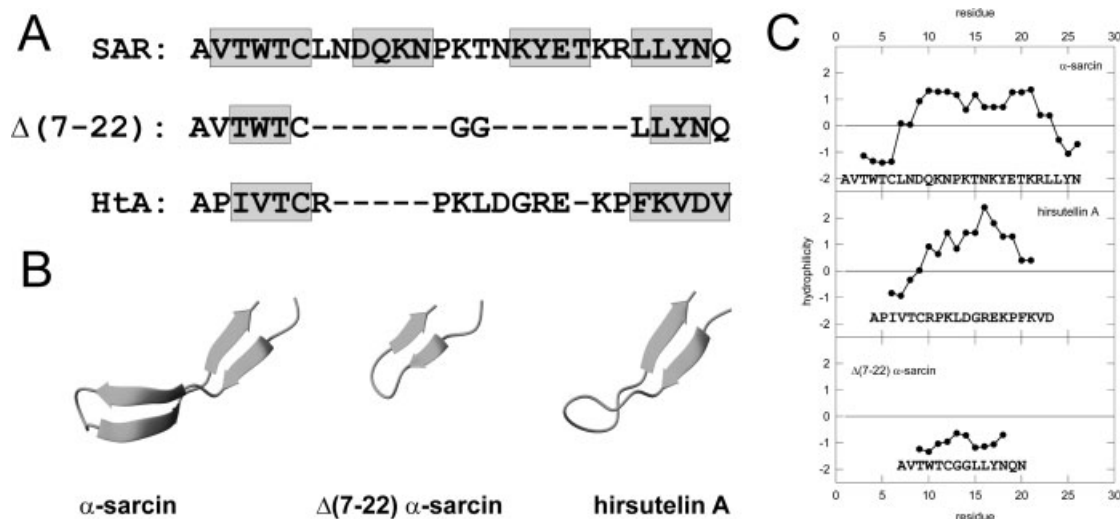 A
SAR: AVTWTCLNDQKNPKTNKYETKRLLYNQ
Δ(7-22): AVTWTC-------GG-------LLYNQ
HtA: APIVTCR-----PKLDGRE-KPFKVDV
B
α-sarcin Δ(7-22) α-sarcin hirsutelin A
C
residue
0 5 10 15 20 25 30
α-sarcin
2
1
0
-1
-2
AVTWTCLNDQKNPKTNKYETKRLLYN
hirsutellin A
2
1
0
-1
-2
hydrophilicity
APIVTCRPKLDGREKPFKVD
Δ(7-22) α-sarcin
2
1
0
-1
-2
AVTWTCGGLLYNQN
0 5 10 15 20 25 30
residue